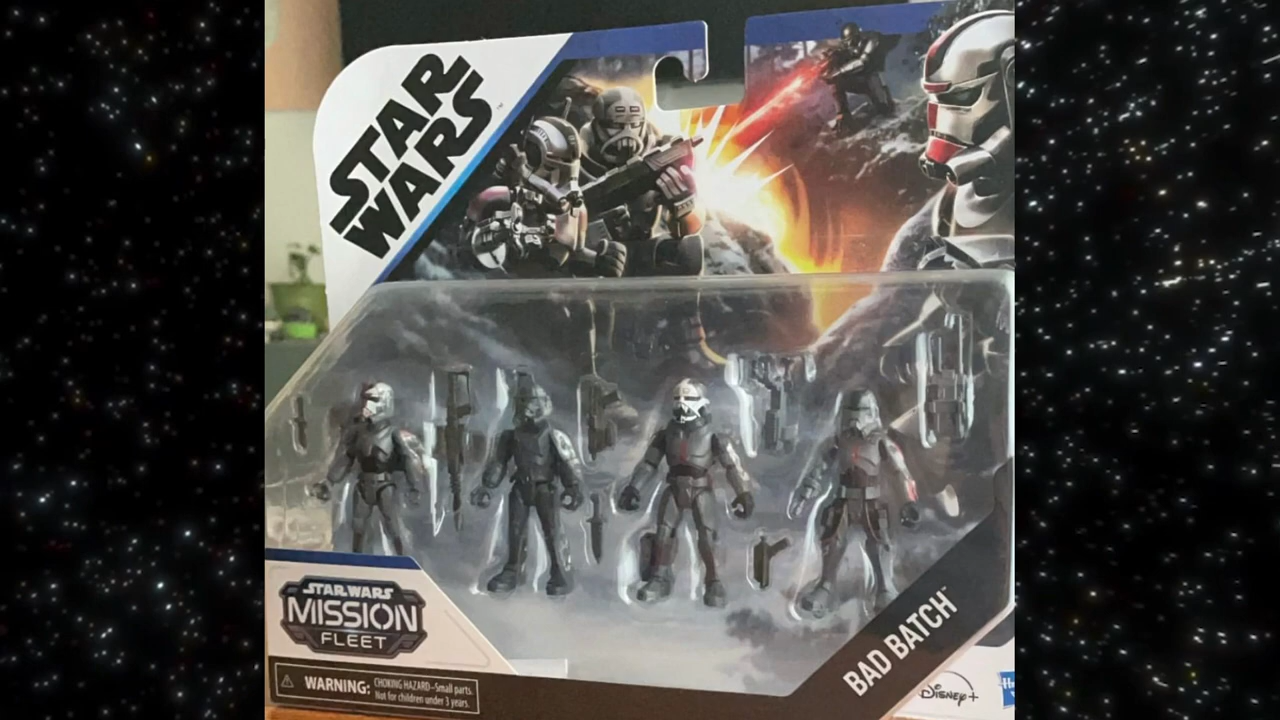 STAR
WARS
STAR WARS
MISSION
FLEET
WARNING: CHOKING HAZARD–Small parts.
Not for children under 3 years.
BAD BATCH™
Disney+